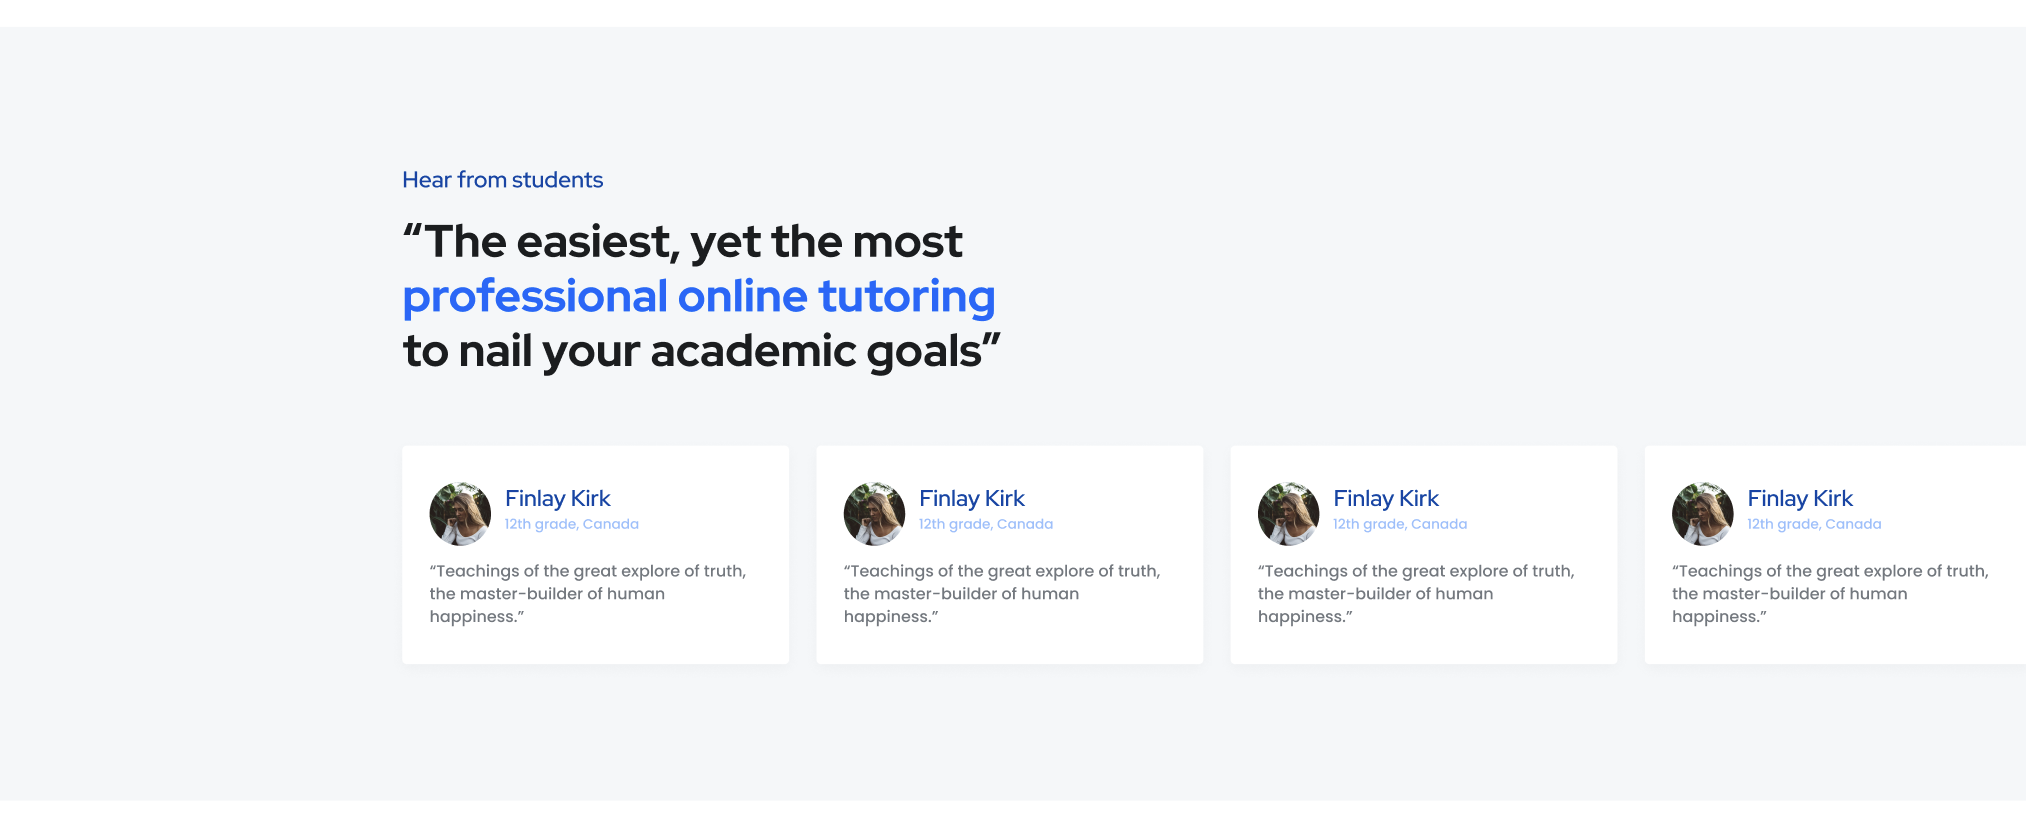 Hear from students
“The easiest, yet the most
professional online tutoring
to nail your academic goals”
Finlay Kirk
12th grade, Canada
“Teachings of the great explore of truth,
the master-builder of human
happiness.”
Finlay Kirk
12th grade, Canada
“Teachings of the great explore of truth,
the master-builder of human
happiness.”
Finlay Kirk
12th grade, Canada
“Teachings of the great explore of truth,
the master-builder of human
happiness.”
Finlay Kirk
12th grade, Canada
“Teachings of the great explore of truth,
the master-builder of human
happiness.”